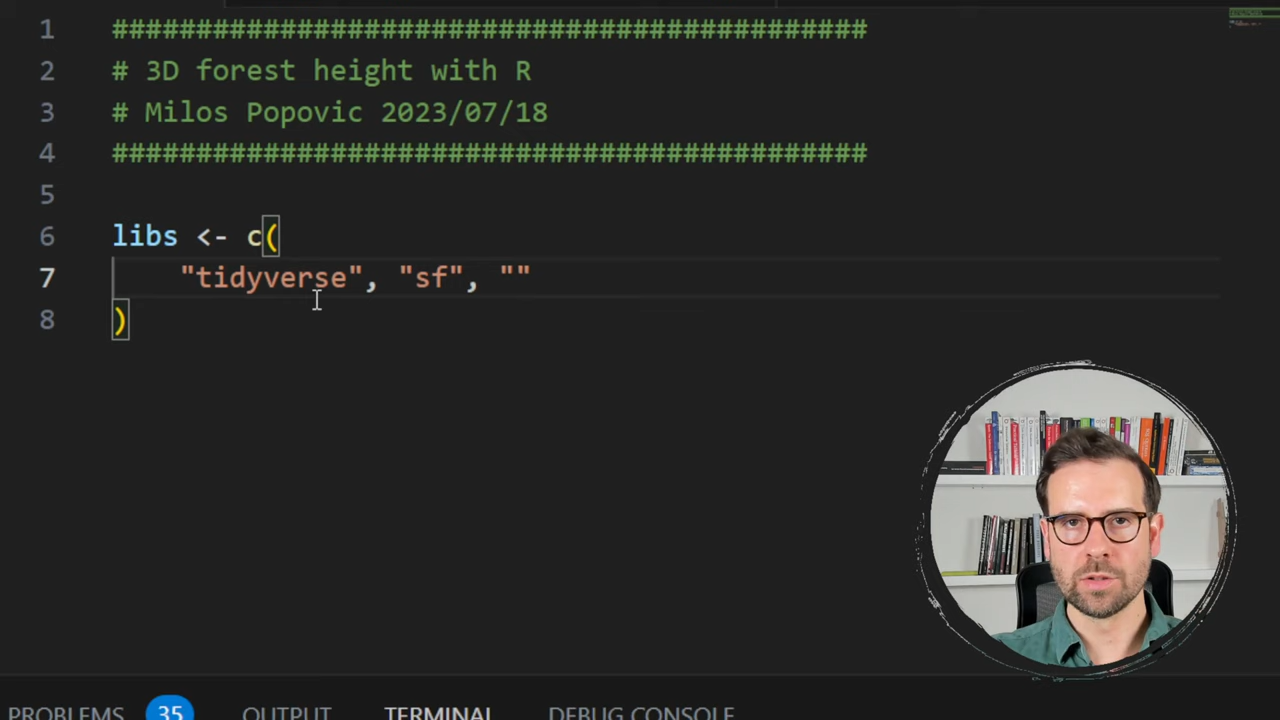 1 #############################################
2 # 3D forest height with R
3 # Milos Popovic 2023/07/18
4 #############################################
5
6 libs <- c(
7 "tidyverse", "sf", ""
8 )
PROBLEMS 35 OUTPUT TERMINAL DEBUG CONSOLE